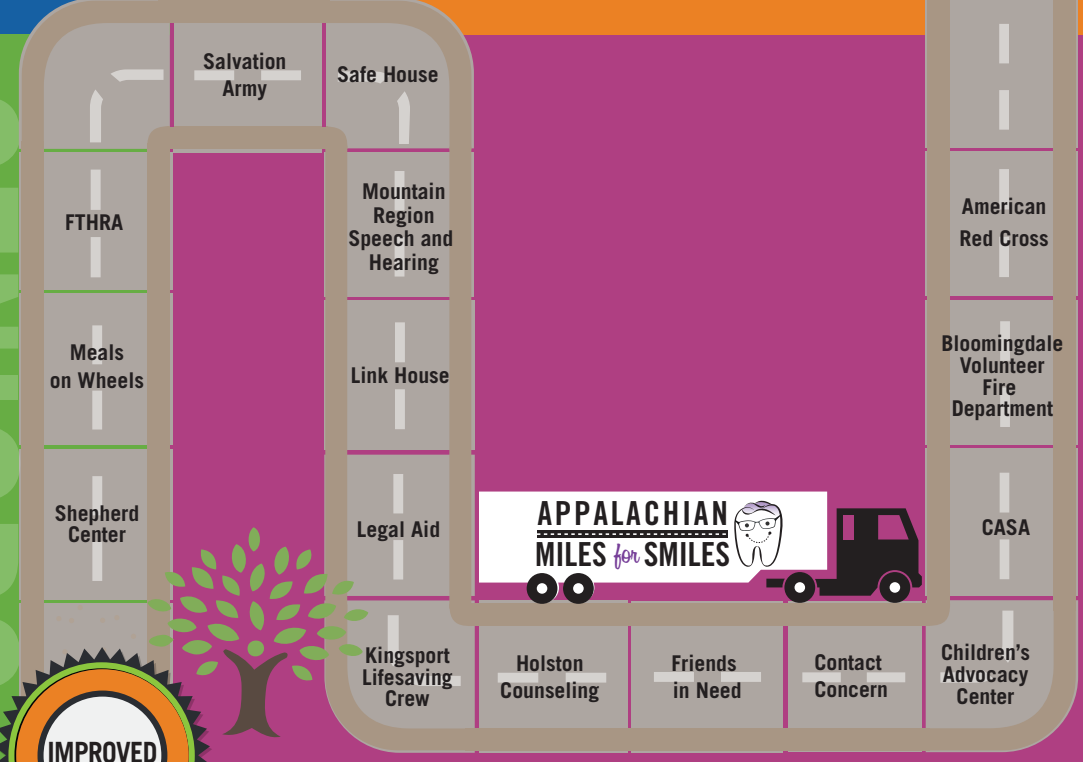 Salvation
Army
Safe House
FTHRA
Mountain
Region
Speech and
Hearing
American
Red Cross
Meals
on Wheels
Link House
Bloomingdale
Volunteer
Fire
Department
Shepherd
Center
Legal Aid
APPALACHIAN
MILES for SMILES
CASA
Kingsport
Lifesaving
Crew
Holston
Counseling
Friends
in Need
Contact
Concern
Children's
Advocacy
Center
IMPROVED